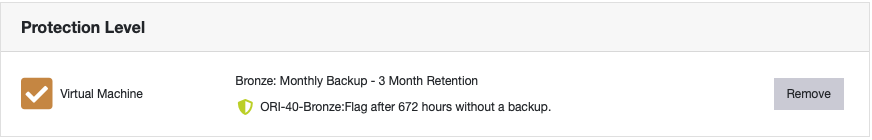 Protection Level
Virtual Machine
Bronze: Monthly Backup - 3 Month Retention
ORI-40-Bronze:Flag after 672 hours without a backup.
Remove